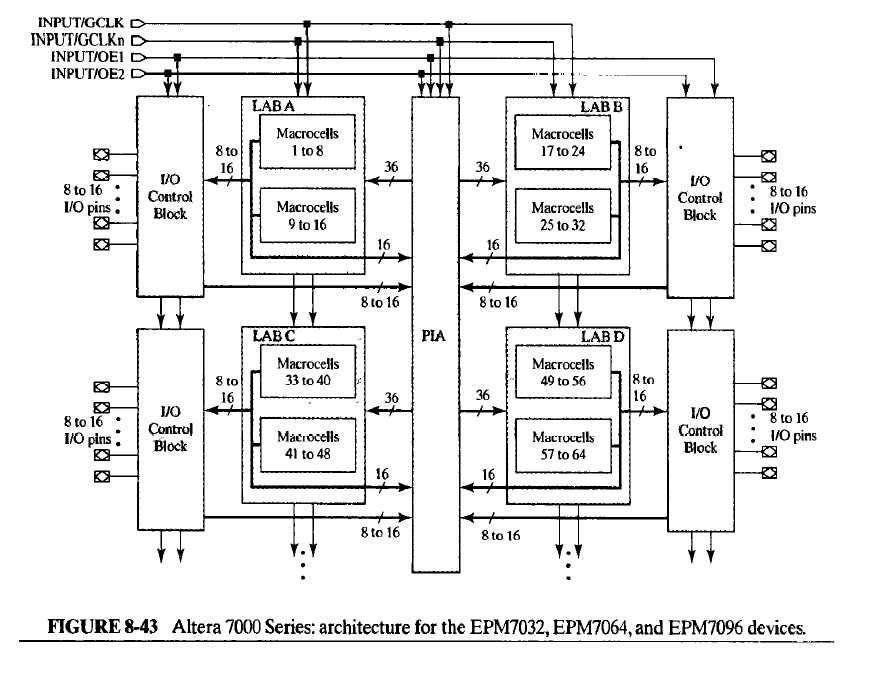 INPUT/GCLK
INPUT/GCLKn
INPUT/OE1
INPUT/OE2
LAB A
Macrocells
1 to 8
Macrocells
9 to 16
8 to
16
I/O
Control
Block
8 to 16
I/O pins
36
16
8 to 16
PIA
LAB B
Macrocells
17 to 24
Macrocells
25 to 32
8 to
16
I/O
Control
Block
8 to 16
I/O pins
36
16
8 to 16
LAB C
Macrocells
33 to 40
Macrocells
41 to 48
8 to
16
I/O
Control
Block
8 to 16
I/O pins
36
16
8 to 16
LAB D
Macrocells
49 to 56
Macrocells
57 to 64
8 to
16
I/O
Control
Block
8 to 16
I/O pins
36
16
8 to 16
FIGURE 8-43 Altera 7000 Series: architecture for the EPM7032, EPM7064, and EPM7096 devices.